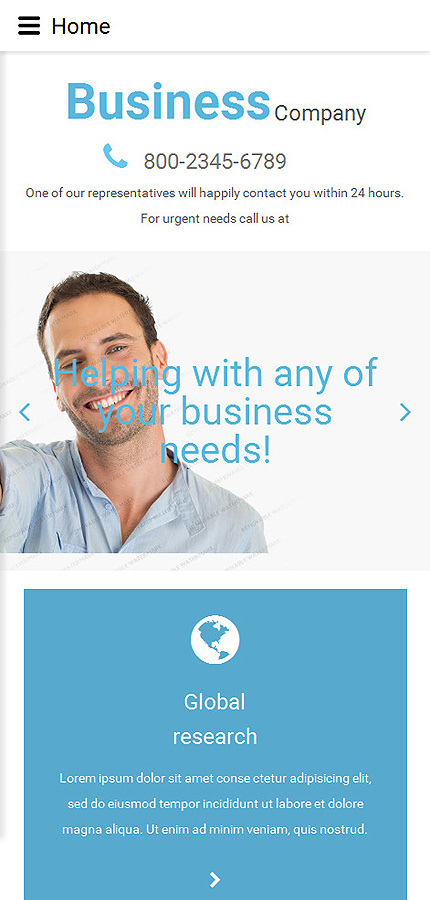 Home
Business Company
800-2345-6789
One of our representatives will happily contact you within 24 hours.
For urgent needs call us at
Helping with any of
your business
needs!
Global
research
Lorem ipsum dolor sit amet conse ctetur adipisicing elit,
sed do eiusmod tempor incididunt ut labore et dolore
magna aliqua. Ut enim ad minim veniam, quis nostrud.